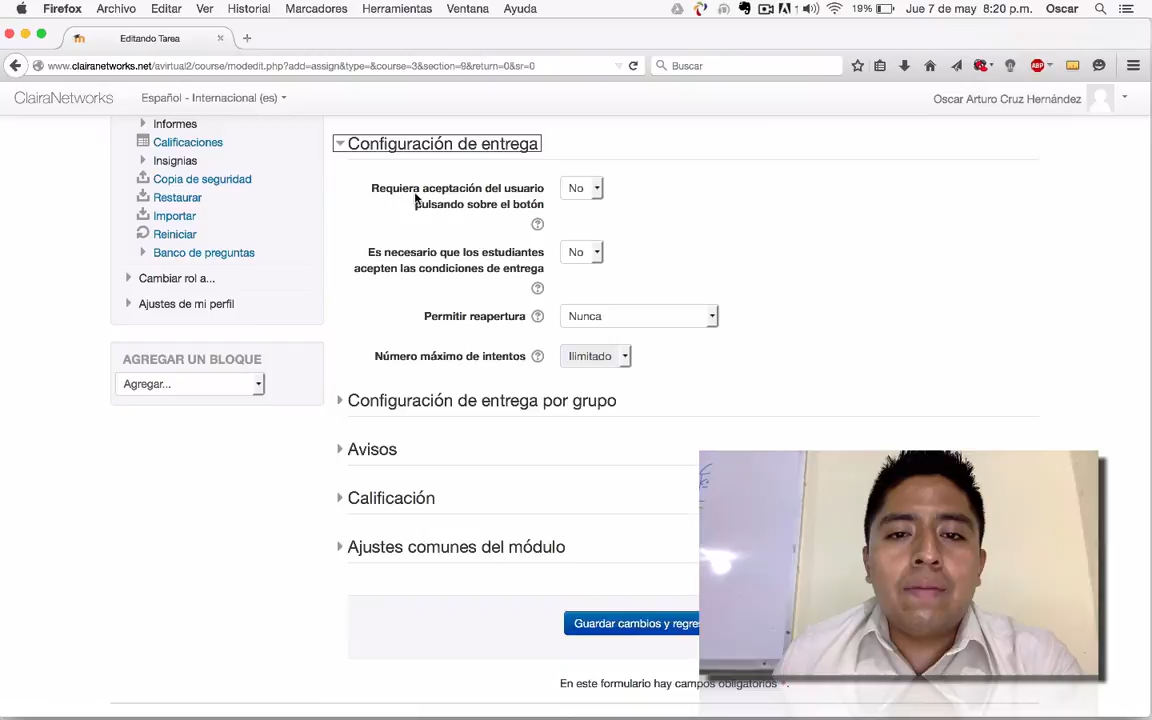 Firefox Archivo Editar Ver Historial Marcadores Herramientas Ventana Ayuda 1 19% Jue 7 de may 8:20 p.m. Oscar
Editando Tarea
www.clairanetworks.net/avirtual2/course/modedit.php?add=assign&type=&course=3&section=9&return=0&sr=0 Buscar ABP
ClairaNetworks Español - Internacional (es) Oscar Arturo Cruz Hernández
Informes
Calificaciones
Insignias
Copia de seguridad
Restaurar
Importar
Reiniciar
Banco de preguntas
Cambiar rol a...
Ajustes de mi perfil
AGREGAR UN BLOQUE
Agregar...
Configuración de entrega
Requiera aceptación del usuario
pulsando sobre el botón
No
Es necesario que los estudiantes
acepten las condiciones de entrega
No
Permitir reapertura Nunca
Número máximo de intentos Ilimitado
Configuración de entrega por grupo
Avisos
Calificación
Ajustes comunes del módulo
Guardar cambios y regre
En este formulario hay campos obligatorios *.